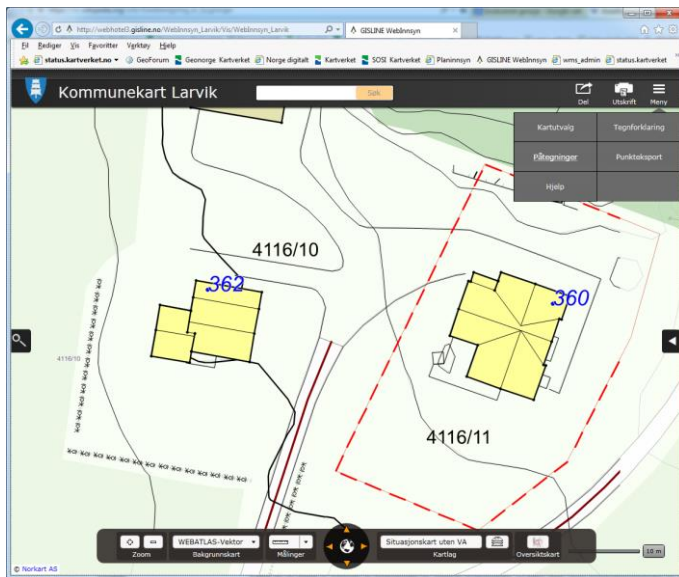 http://webhotel3.gisline.no/WebInnsyn_Larvik/Vis/WebInnsyn_Larvik
GISLINE WebInnsyn
Fil Rediger Vis Favoritter Verktøy Hjelp
status.kartverket.no GeoForum Geonorge Kartverket Norge digitalt Kartverket SOSI Kartverket Planinnsyn GISLINE WebInnsyn wms_admin status.kartverket
Kommunekart Larvik
Søk
Del Utskrift Meny
Kartutvalg Tegnforklaring
Påtegninger Punkteksport
Hjelp
4116/10
362
360
4116/10
4116/11
WEBATLAS-Vektor
Situasjonskart uten VA
Zoom Bakgrunnskart Målinger Kartlag Oversiktskart
10 m
© Norkart AS